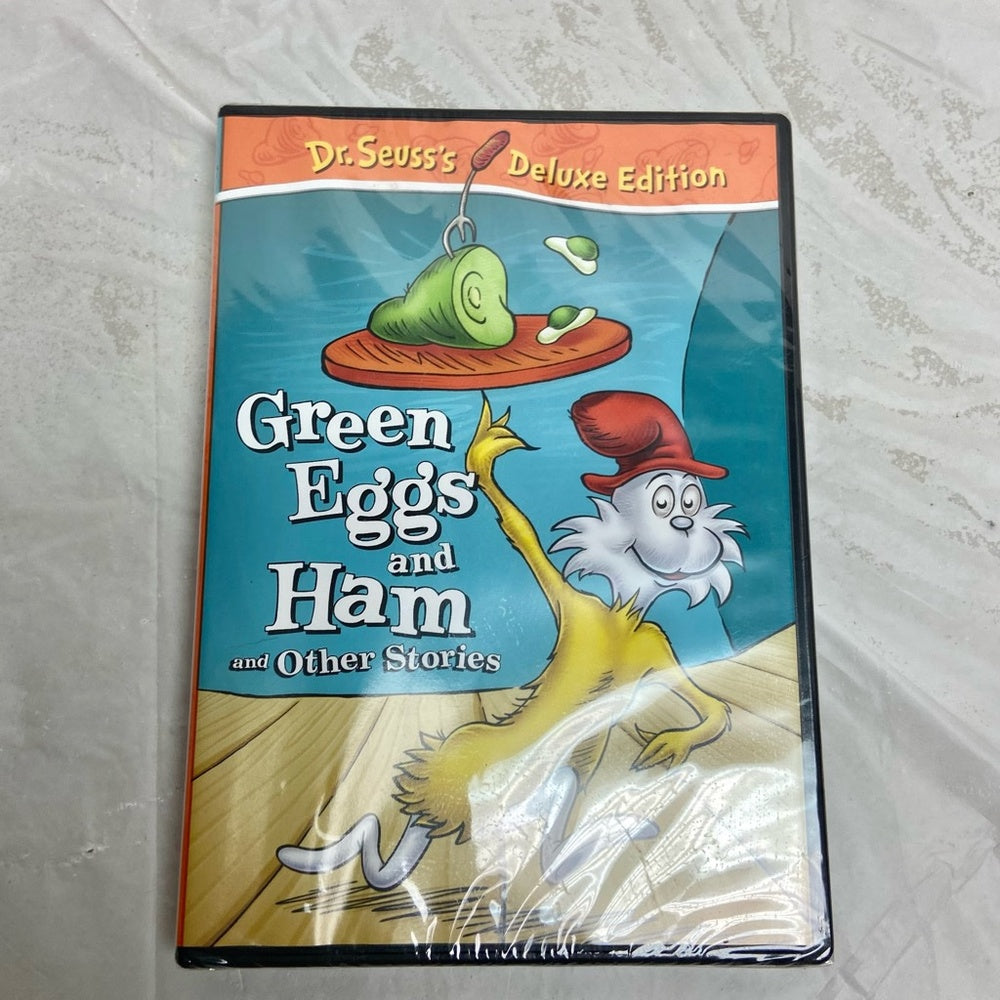 Dr. Seuss's Deluxe Edition
Green
Eggs
and
Ham
and Other Stories